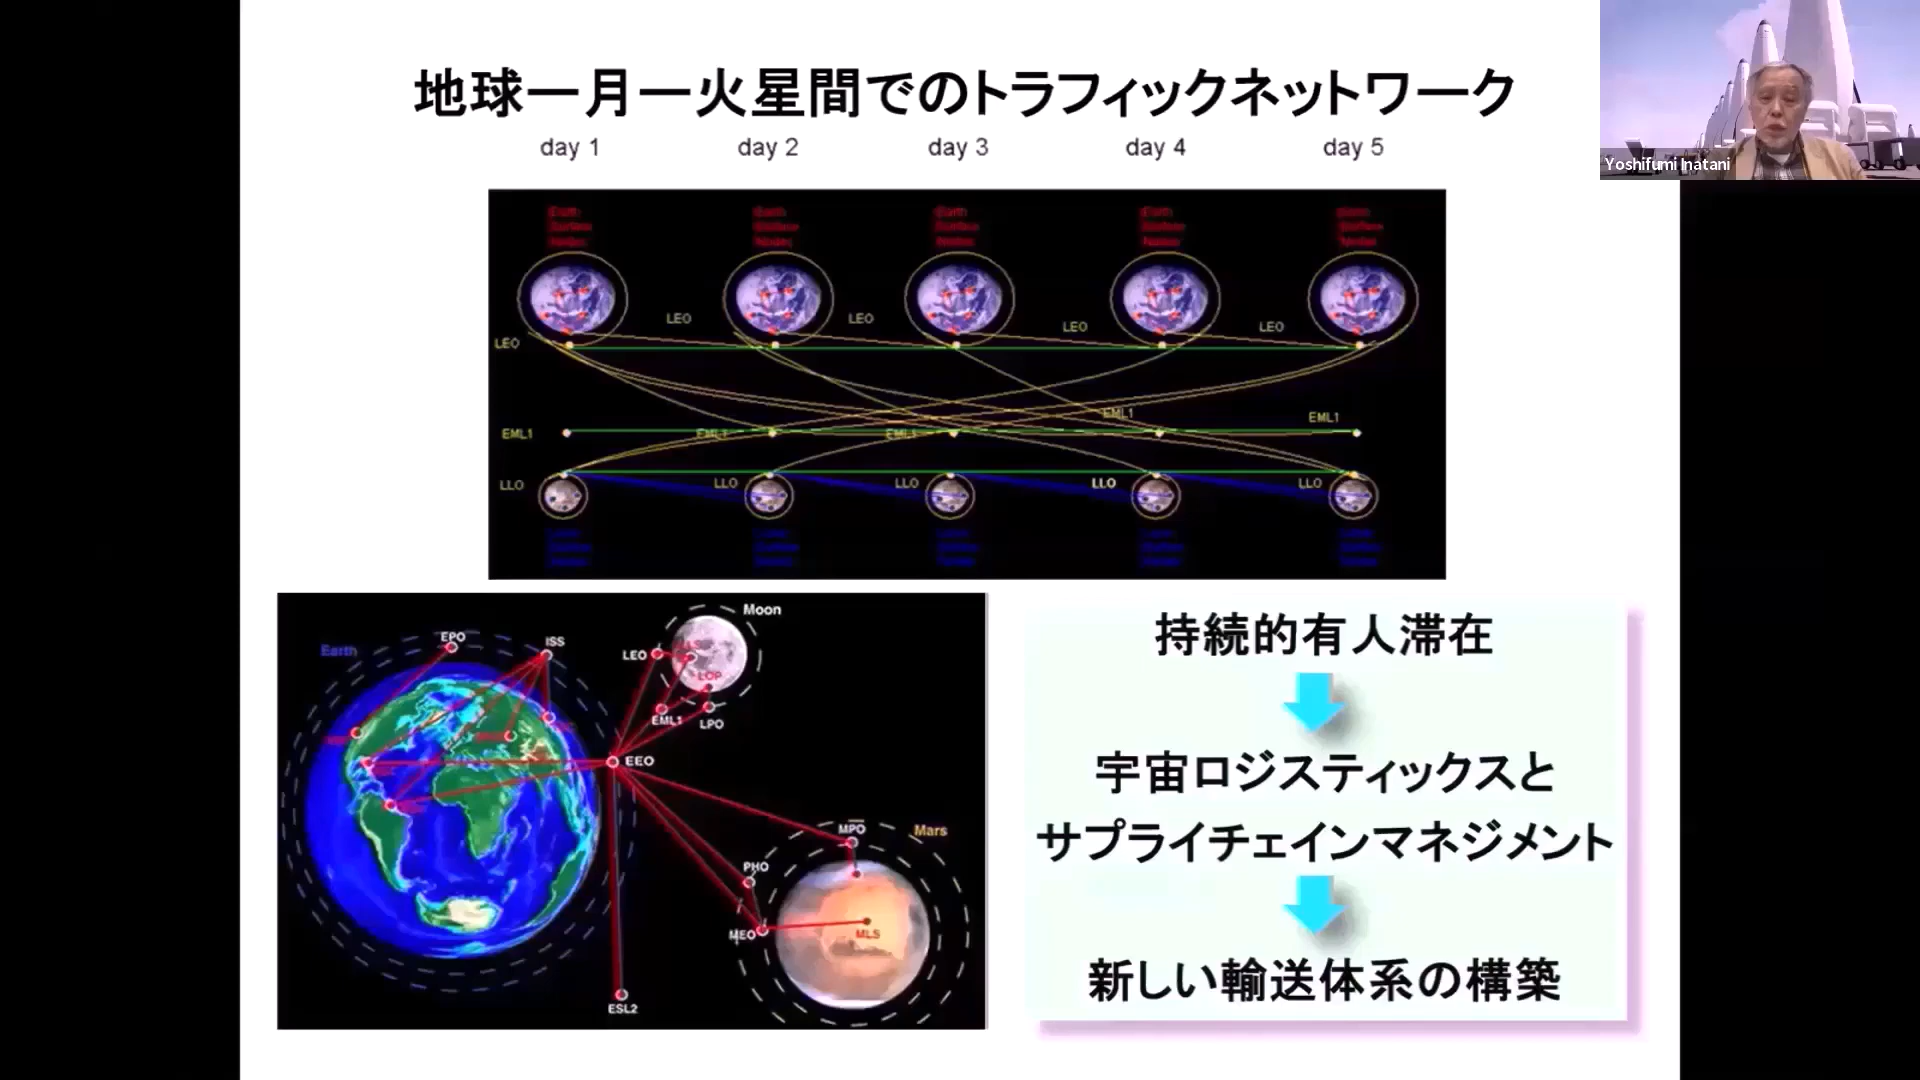 地球ー月ー火星間でのトラフィックネットワーク
day 1 day 2 day 3 day 4 day 5
Yoshifumi Inatani
Earth Surface Nodes Earth Surface Nodes Earth Surface Nodes Earth Surface Nodes Earth Surface Nodes
LEO LEO LEO LEO LEO
EML1 EML1 EML1 EML1 EML1
LLO LLO LLO LLO LLO
Moon
EPO ISS
Earth LEO LS
LOP
EML1 LPO
EEO
MPO Mars
PHO
MEO MLS
ESL2
持続的有人滞在
宇宙ロジスティックスと
サプライチェインマネジメント
新しい輸送体系の構築